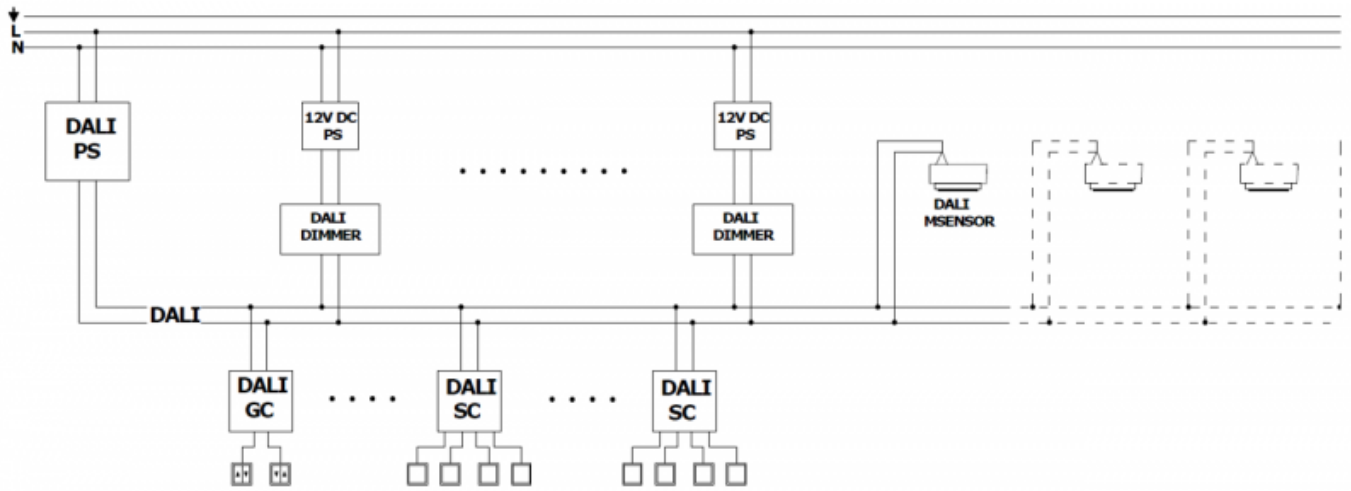 L
N
DALI
PS
12V DC
PS
12V DC
PS
DALI
DIMMER
DALI
DIMMER
DALI
MSENSOR
DALI
DALI
GC
DALI
SC
DALI
SC